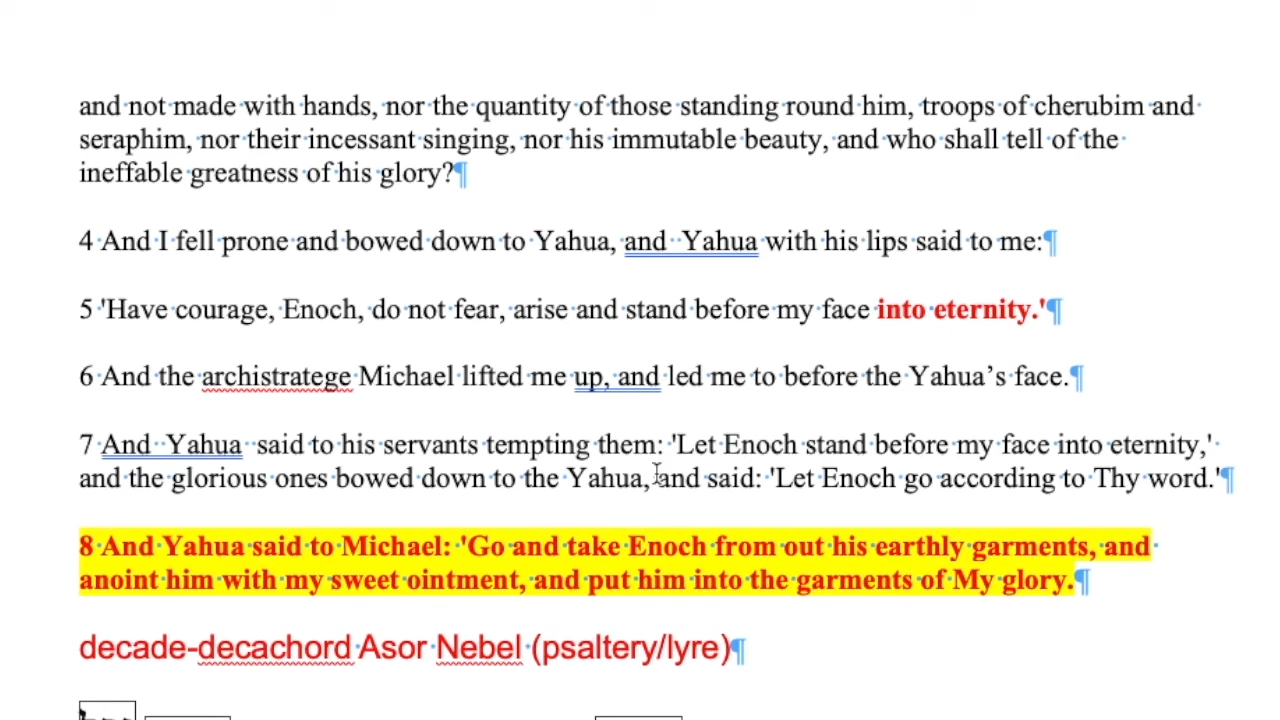 and not made with hands, nor the quantity of those standing round him, troops of cherubim and
seraphim, nor their incessant singing, nor his immutable beauty, and who shall tell of the
ineffable greatness of his glory?¶
4 And I fell prone and bowed down to Yahua, and  Yahua with his lips said to me:¶
5 'Have courage, Enoch, do not fear, arise and stand before my face into eternity.'¶
6 And the archistratege Michael lifted me up, and led me to before the Yahua’s face.¶
7 And  Yahua  said to his servants tempting them: 'Let Enoch stand before my face into eternity,'
and the glorious ones bowed down to the Yahua, and said: 'Let Enoch go according to Thy word.'¶
8 And Yahua said to Michael: 'Go and take Enoch from out his earthly garments, and
anoint him with my sweet ointment, and put him into the garments of My glory.¶
decade-decachord Asor Nebel (psaltery/lyre)¶